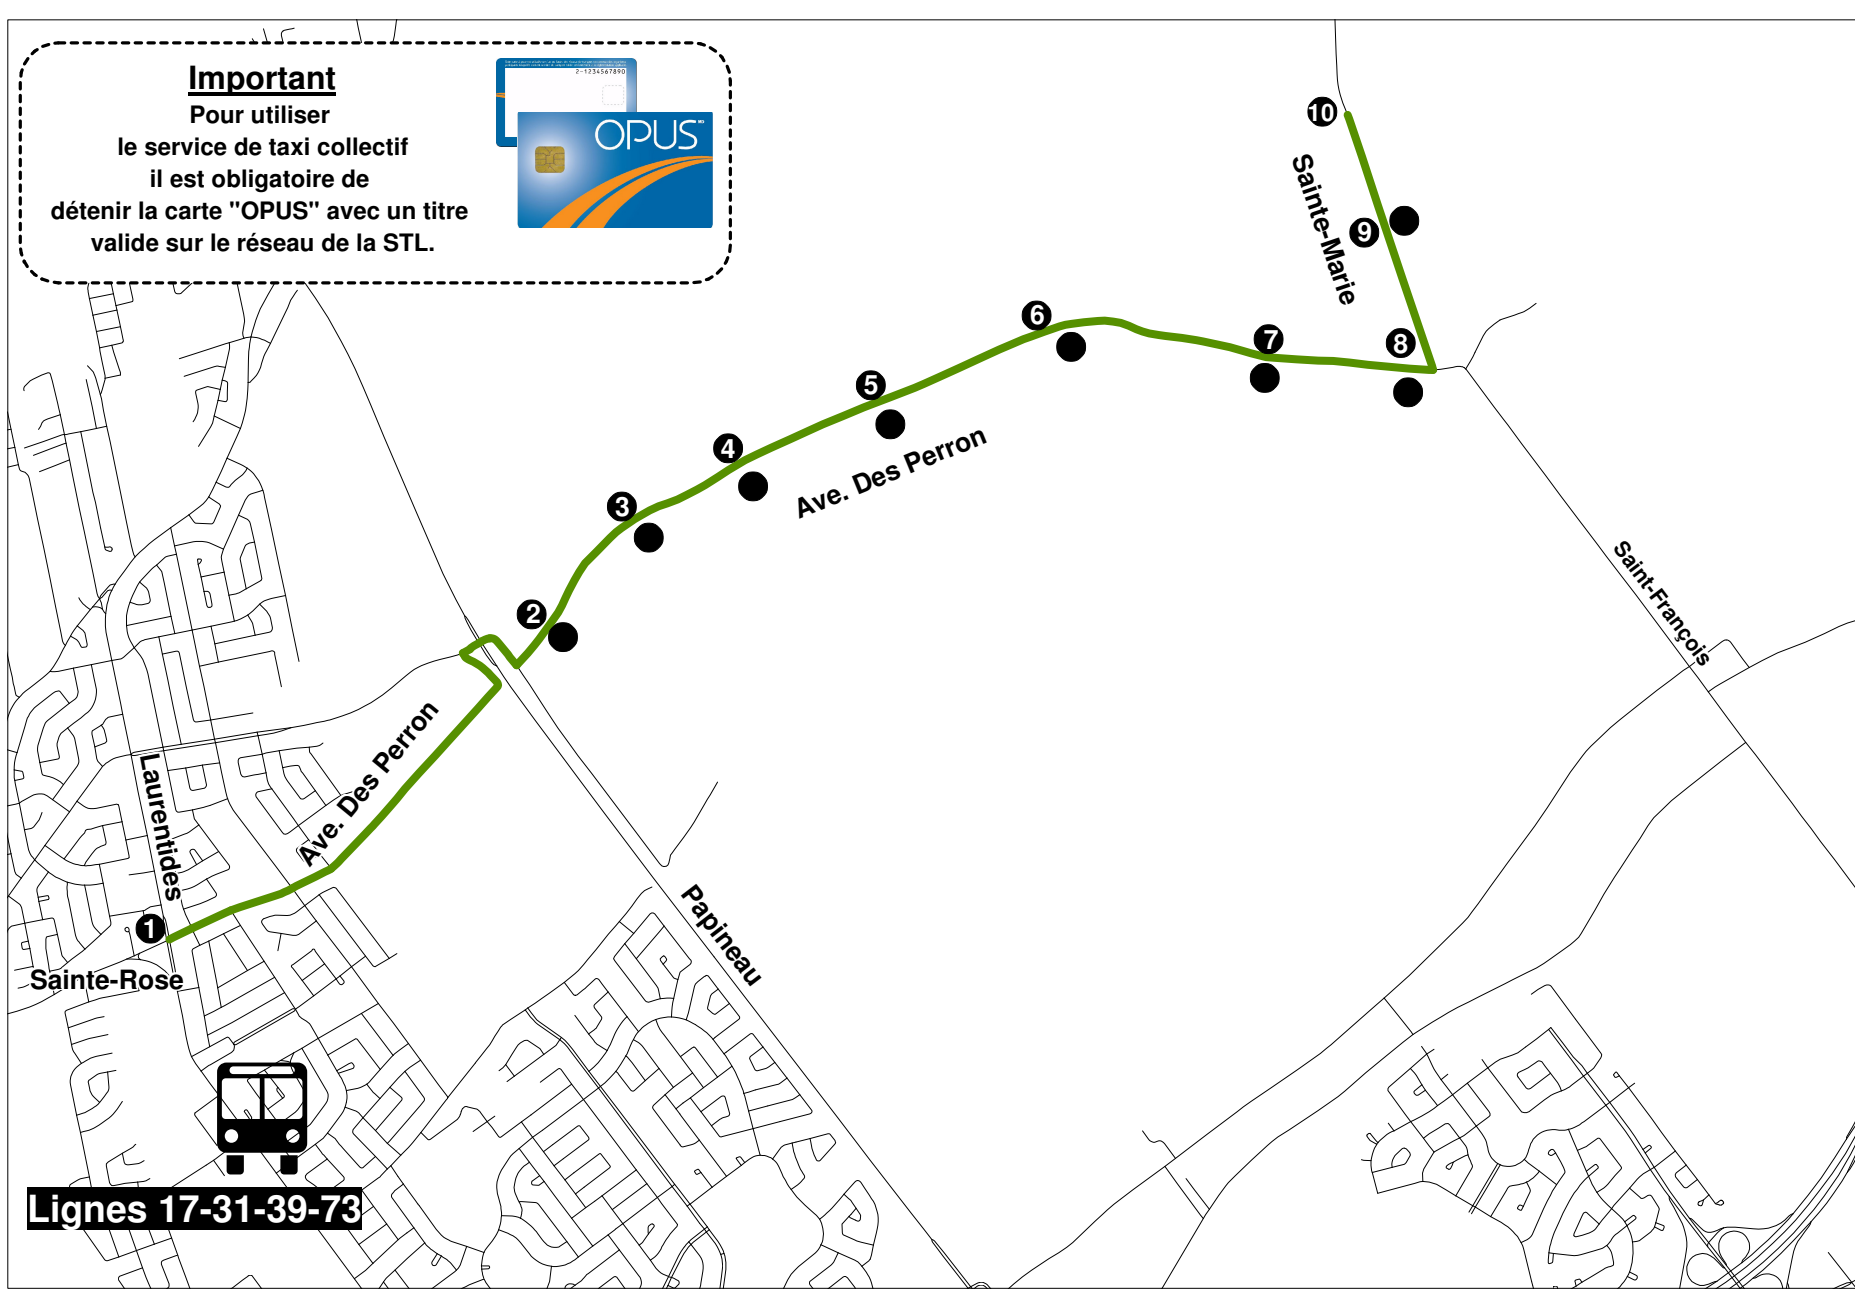 Important
Pour utiliser
le service de taxi collectif
il est obligatoire de
détenir la carte "OPUS" avec un titre
valide sur le réseau de la STL.
2-1234567890
OPUS
10
Sainte-Marie
9
8
7
6
5
4
3
2
1
Ave. Des Perron
Ave. Des Perron
Saint-François
Laurentides
Papineau
Sainte-Rose
Lignes 17-31-39-73